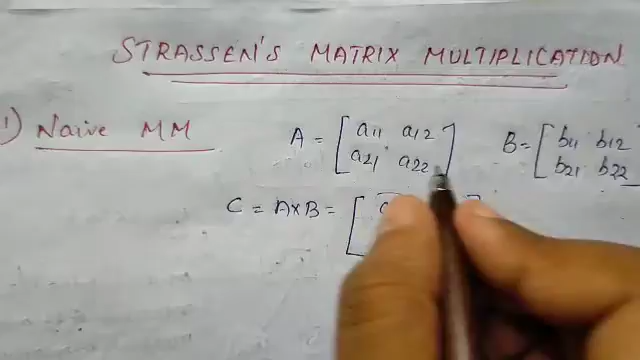 STRASSEN'S MATRIX MULTIPLICATION
1) Naive MM
A = [a11 a12
a21 a22]
B = [b11 b12
b21 b22
C = A×B = [